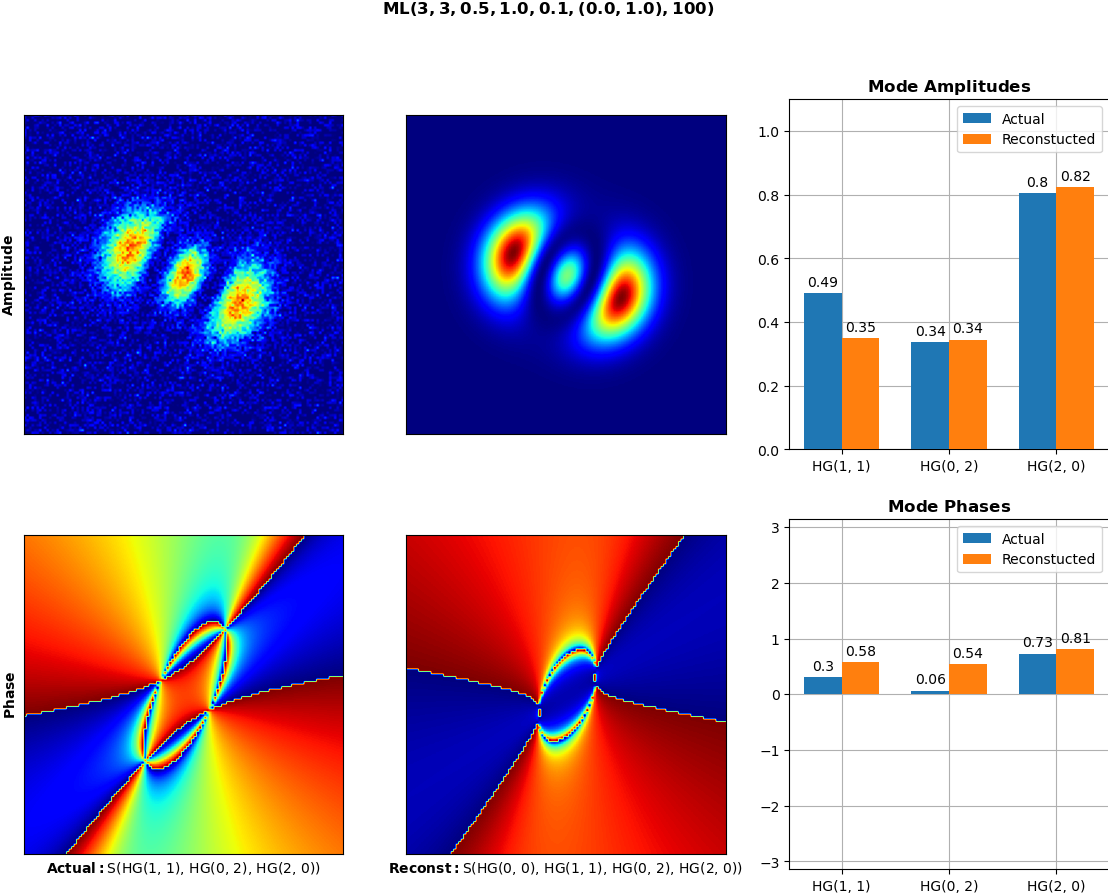 ML(3, 3, 0.5, 1.0, 0.1, (0.0, 1.0), 100)
Amplitude
Mode Amplitudes
Actual
Reconstucted
1.0
0.8
0.6
0.4
0.2
0.0
0.49
0.35
0.34
0.34
0.8
0.82
HG(1, 1)
HG(0, 2)
HG(2, 0)
Phase
Actual: S(HG(1, 1), HG(0, 2), HG(2, 0))
Reconst: S(HG(0, 0), HG(1, 1), HG(0, 2), HG(2, 0))
Mode Phases
Actual
Reconstucted
3
2
1
0
−1
−2
−3
0.3
0.58
0.06
0.54
0.73
0.81
HG(1, 1)
HG(0, 2)
HG(2, 0)